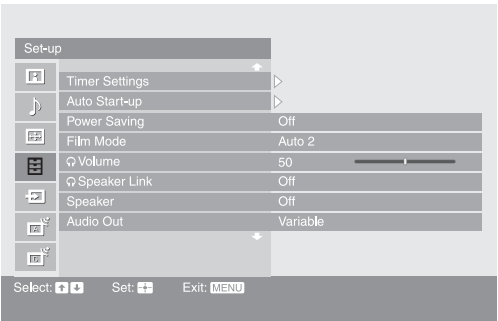 Set-up
Timer Settings
Auto Start-up
Power Saving Off
Film Mode Auto 2
Volume 50
Speaker Link Off
Speaker Off
Audio Out Variable
Select: Set: Exit: MENU